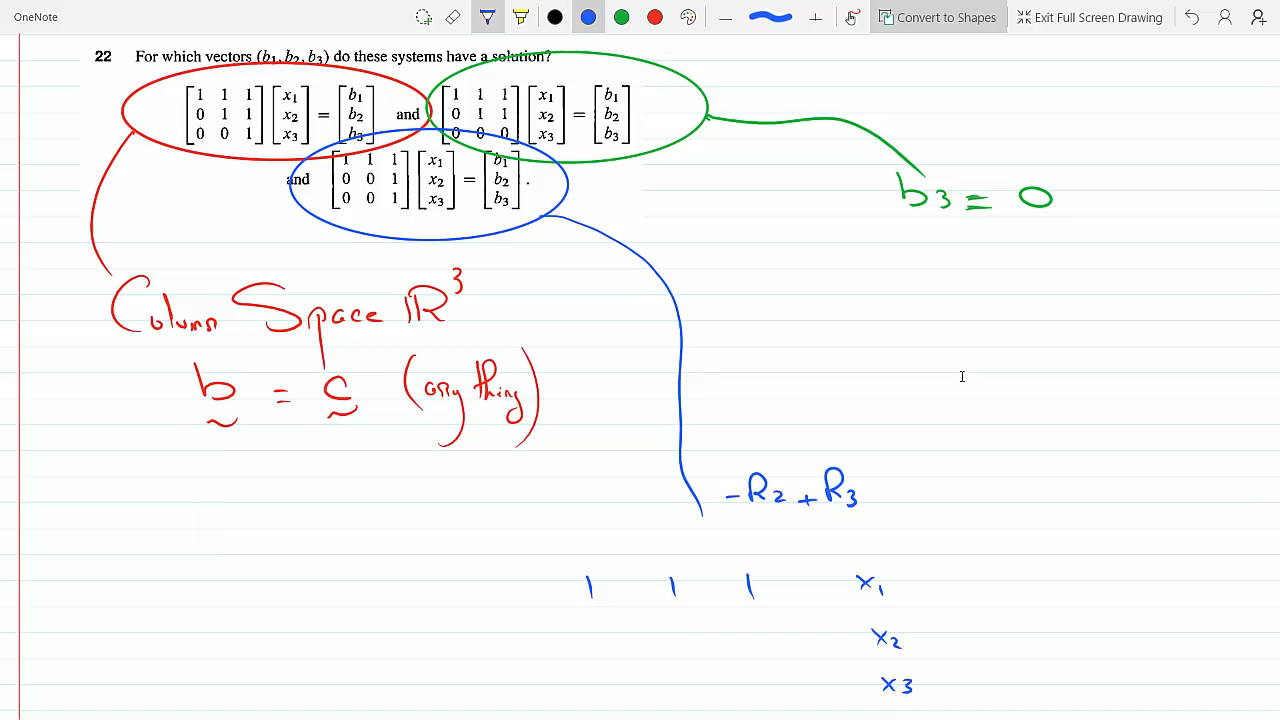 OneNote
Convert to Shapes
Exit Full Screen Drawing
22 For which vectors (b₁, b₂, b₃) do these systems have a solution?
[1 1 1; 0 1 1; 0 0 1] [x₁; x₂; x₃] = [b₁; b₂; b₃] and [1 1 1; 0 1 1; 0 0 0] [x₁; x₂; x₃] = [b₁; b₂; b₃]
and [1 1 1; 0 0 1; 0 0 1] [x₁; x₂; x₃] = [b₁; b₂; b₃].
b3 = 0
Column Space ℝ³
b = c (any thing)
-R₂ + R₃
1 1 1 x₁
x₂
x₃